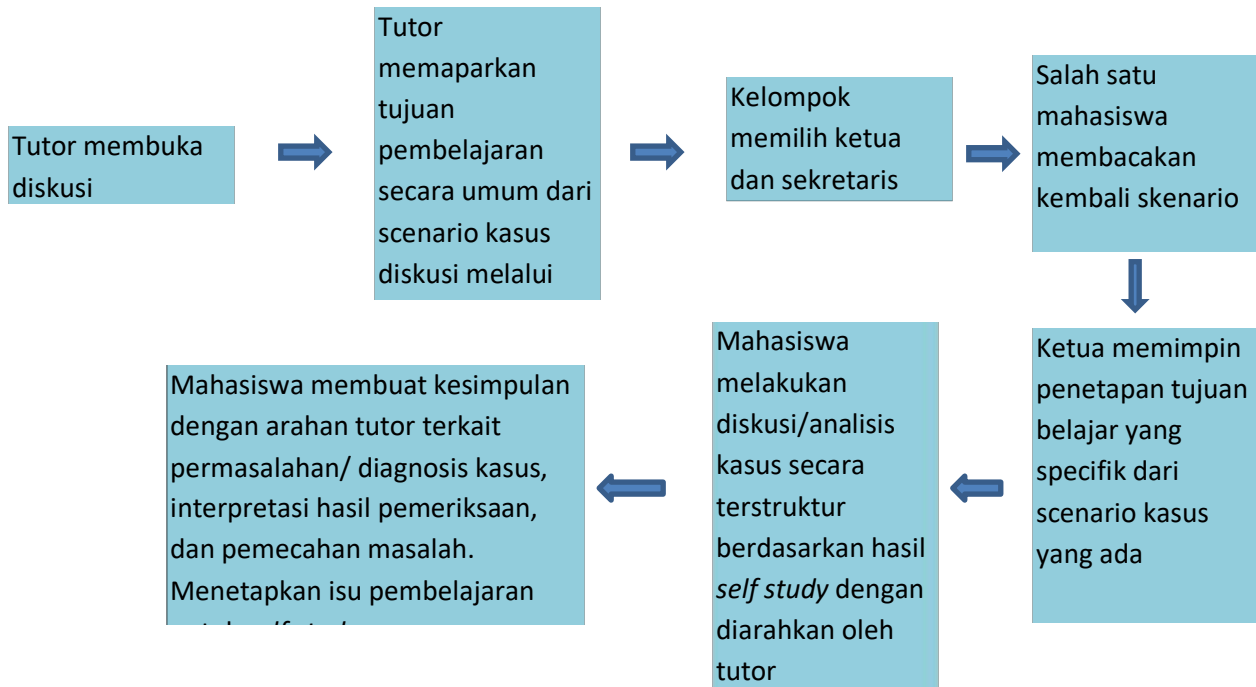 Tutor membuka
diskusi
Tutor
memaparkan
tujuan
pembelajaran
secara umum dari
scenario kasus
diskusi melalui
Kelompok
memilih ketua
dan sekretaris
Salah satu
mahasiswa
membacakan
kembali skenario
Ketua memimpin
penetapan tujuan
belajar yang
specifik dari
scenario kasus
yang ada
Mahasiswa
melakukan
diskusi/analisis
kasus secara
terstruktur
berdasarkan hasil
self study dengan
diarahkan oleh
tutor
Mahasiswa membuat kesimpulan
dengan arahan tutor terkait
permasalahan/ diagnosis kasus,
interpretasi hasil pemeriksaan,
dan pemecahan masalah.
Menetapkan isu pembelajaran